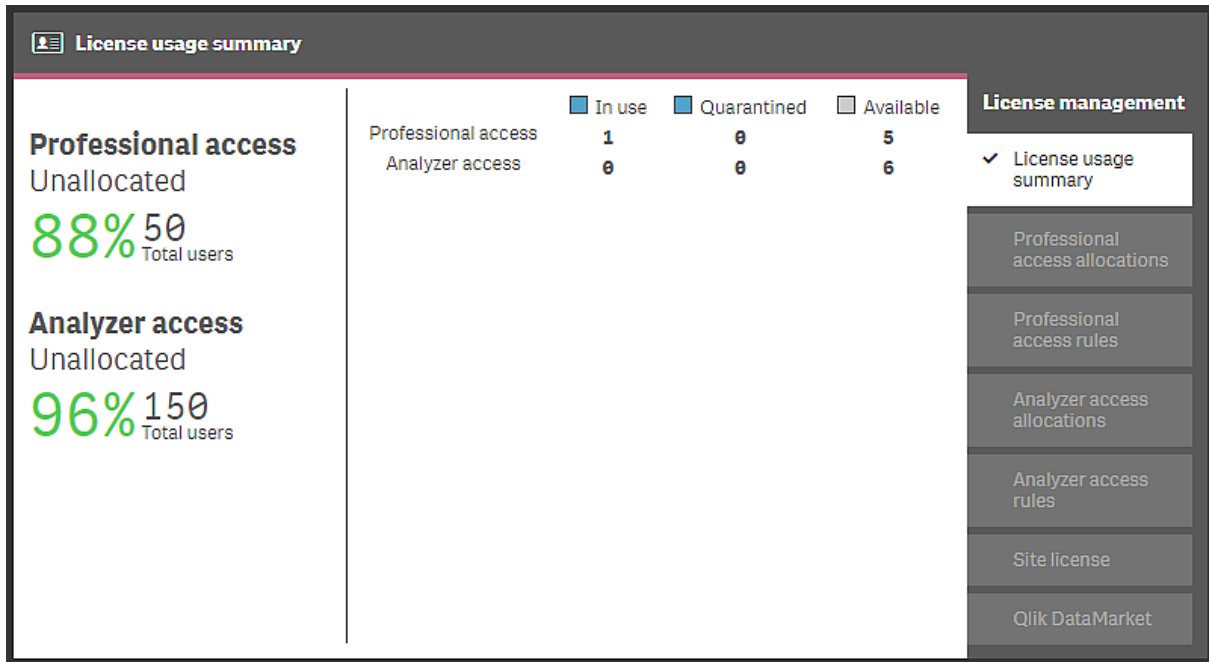 License usage summary
Professional access
Unallocated
88% 50
Total users
Analyzer access
Unallocated
96% 150
Total users
In use Quarantined Available
Professional access 1 0 5
Analyzer access 0 0 6
License management
License usage
summary
Professional
access allocations
Professional
access rules
Analyzer access
allocations
Analyzer access
rules
Site license
Qlik DataMarket